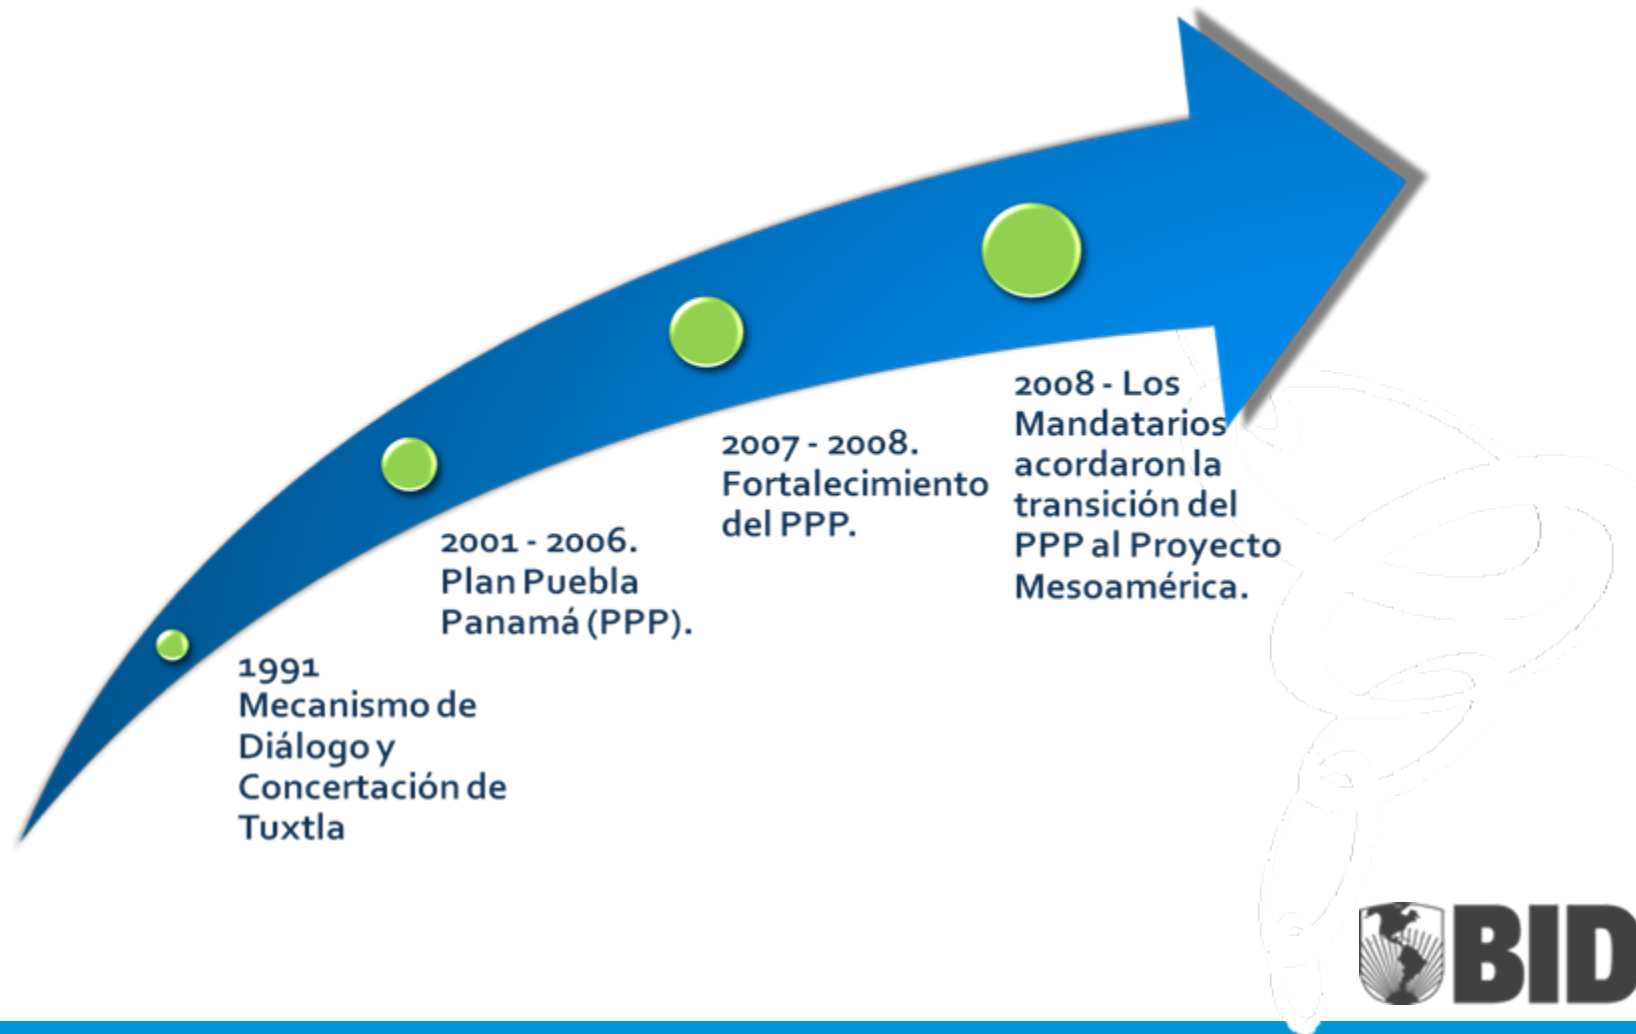 1991
Mecanismo de
Diálogo y
Concertación de
Tuxtla
2001 - 2006.
Plan Puebla
Panamá (PPP).
2007 - 2008.
Fortalecimiento
del PPP.
2008 - Los
Mandatarios
acordaron la
transición del
PPP al Proyecto
Mesoamérica.
BID